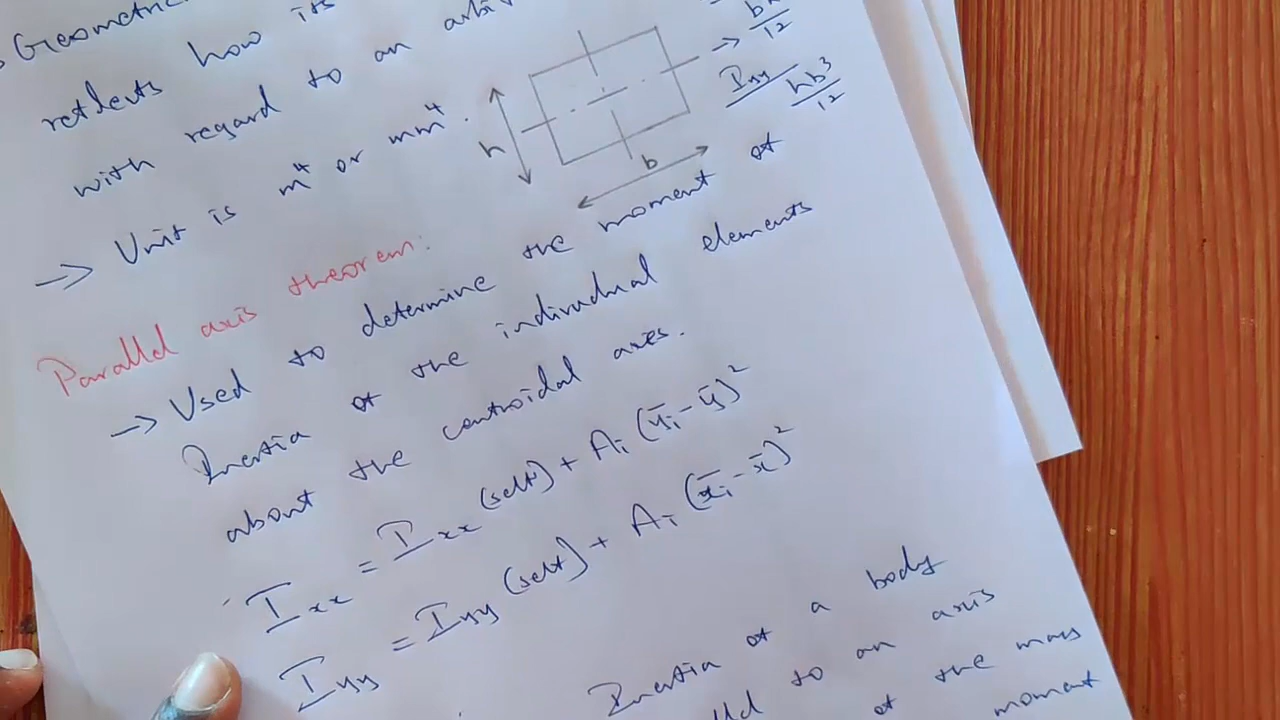 Geometric
reflects how its
with regard to an
→ Unit is m⁴ or mm⁴.
h
b
→ 12
Iyy hb³/12
Parallel axis theorem:
→ Used to determine the moment of
Inertia of the individual elements
about the centroidal axes.
Ixx = Ixx (self) + Ai (ȳi - ȳ)²
Iyy = Iyy (self) + Ai (x̄i - x̄)²
Inertia of a body
to an axis
of the mass
moment